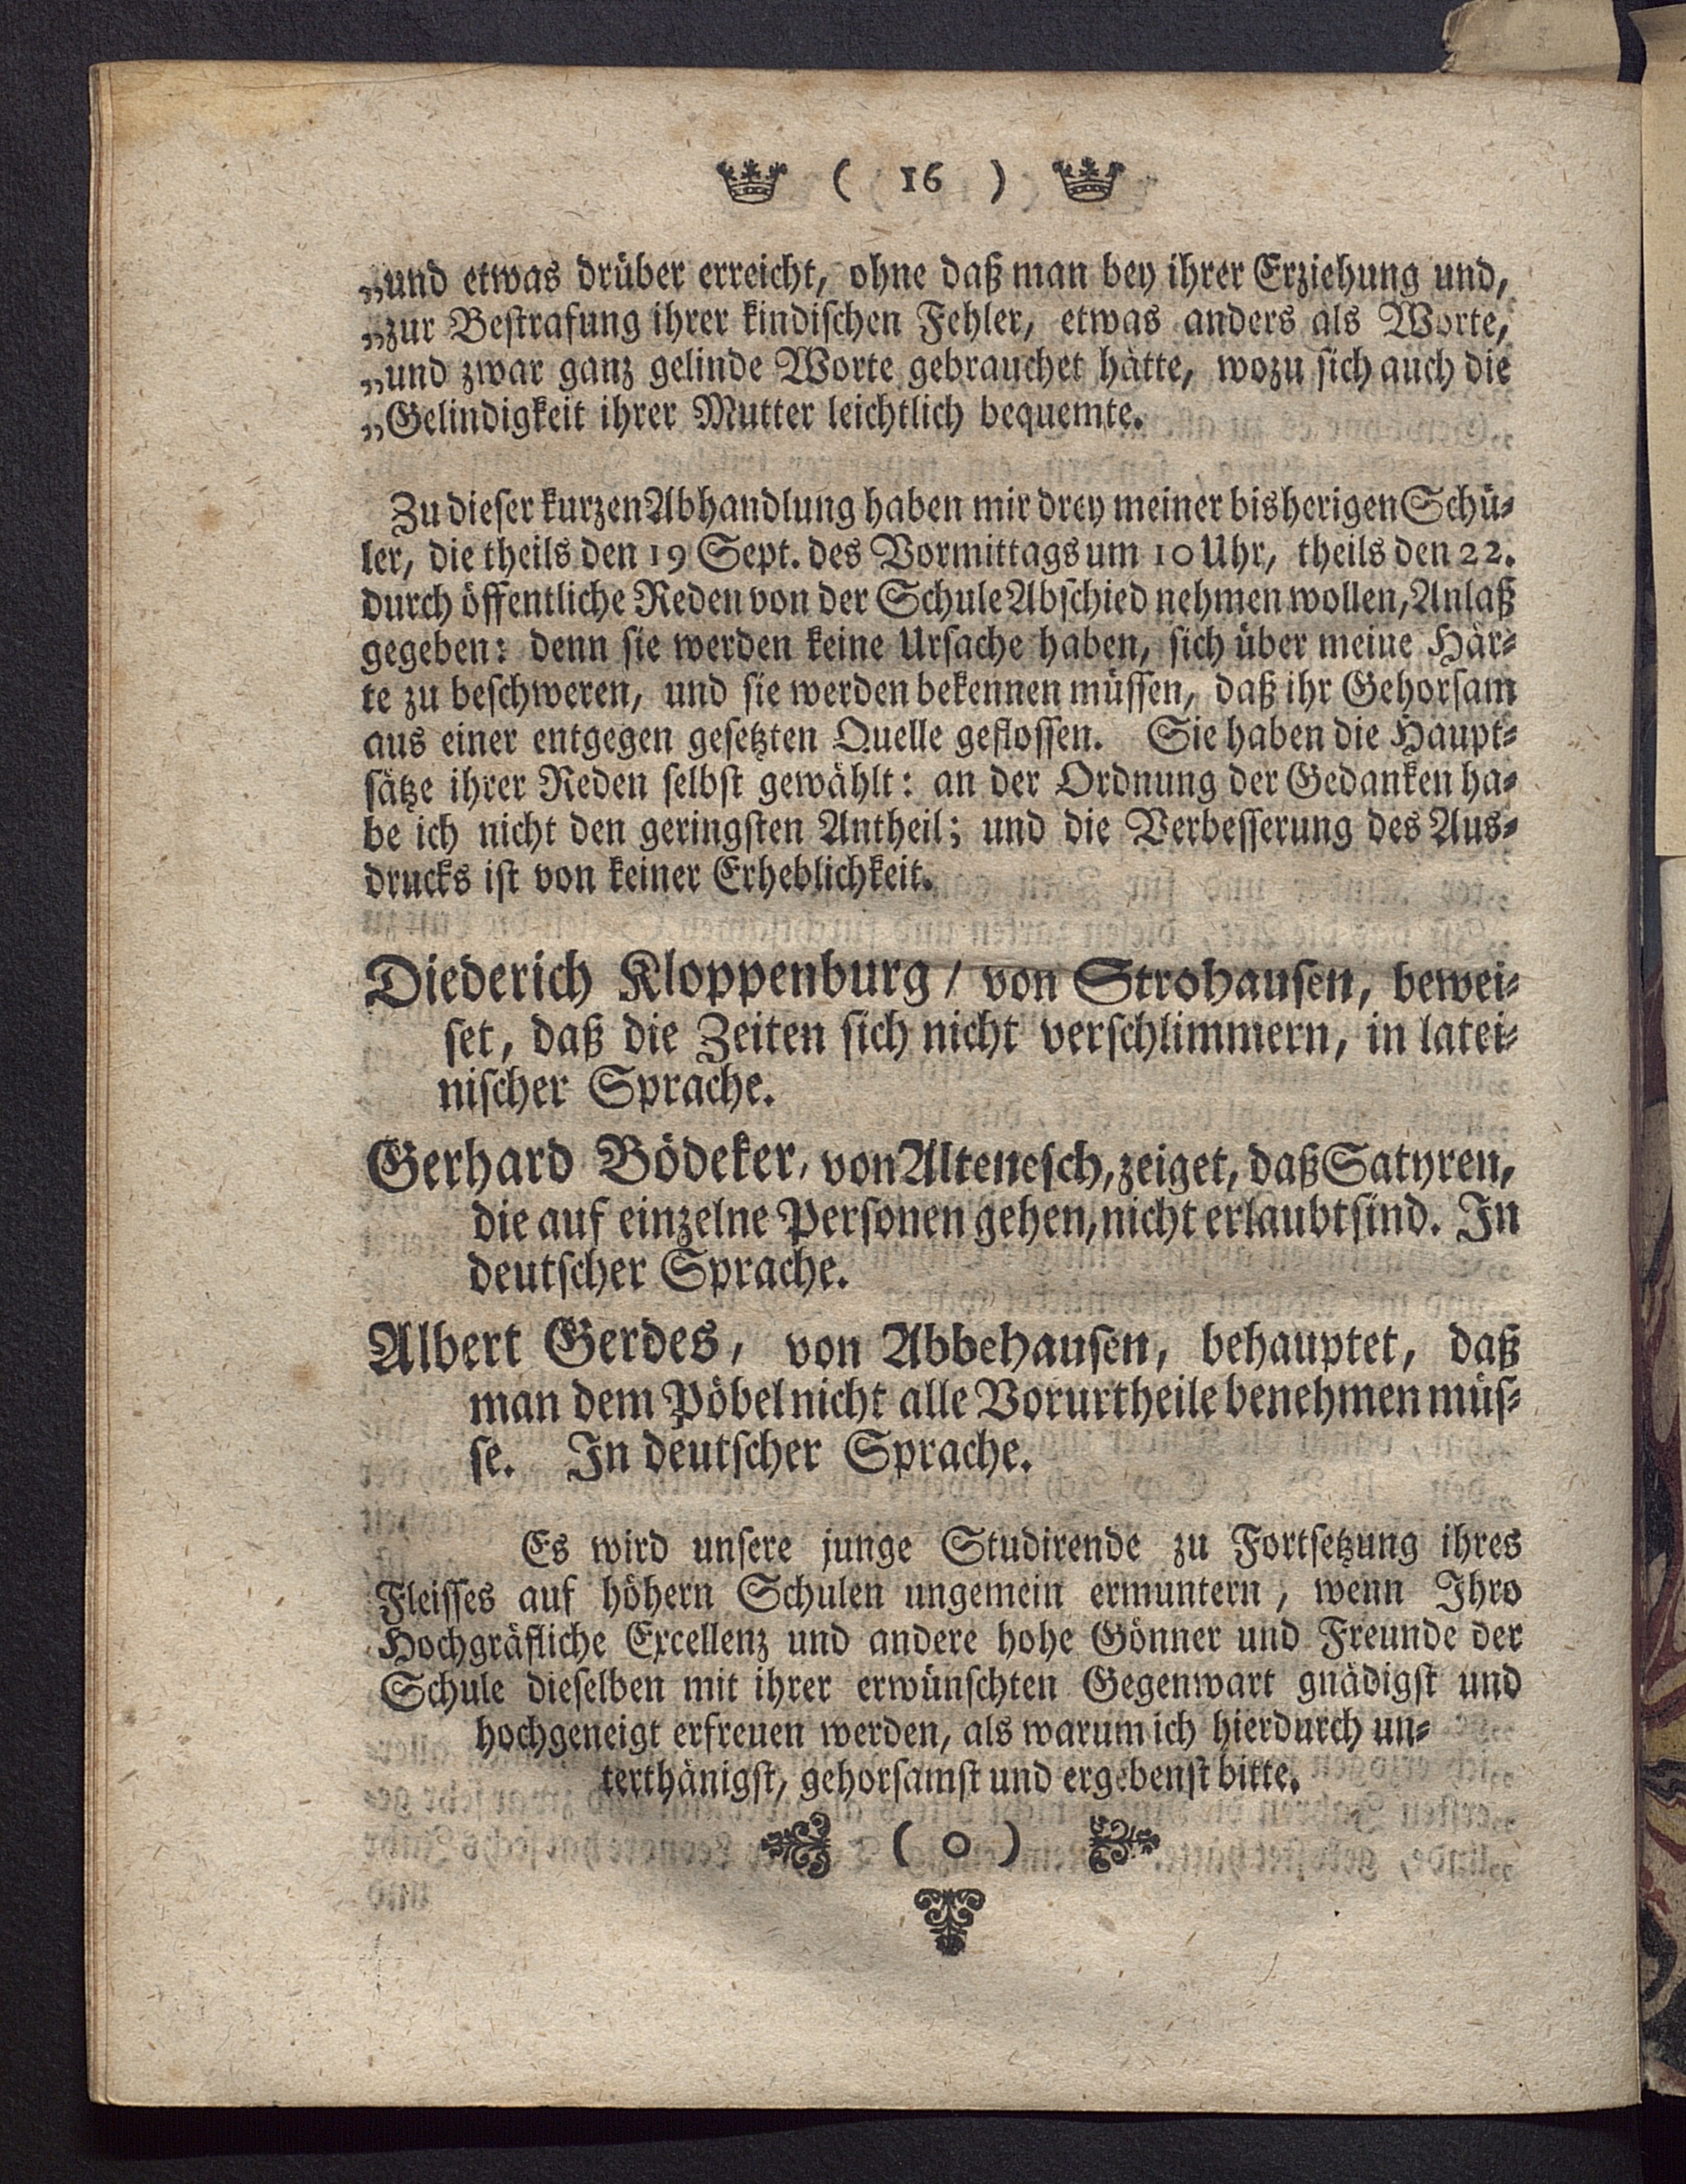 ( 16 )
„und etwas drüber erreicht, ohne daß man bey ihrer Erziehung und,
„zur Bestrafung ihrer kindischen Fehler, etwas anders als Worte,
„und zwar ganz gelinde Worte gebrauchet hätte, wozu sich auch die
„Gelindigkeit ihrer Mutter leichtlich bequemte.
Zu dieser kurzen Abhandlung haben mir drey meiner bisherigen Schü-
ler, die theils den 19 Sept. des Vormittags um 10 Uhr, theils den 22.
durch öffentliche Reden von der Schule Abschied nehmen wollen, Anlaß
gegeben: denn sie werden keine Ursache haben, sich über meine Här-
te zu beschweren, und sie werden bekennen müssen, daß ihr Gehorsam
aus einer entgegen gesetzten Quelle geflossen. Sie haben die Haupt-
sätze ihrer Reden selbst gewählt: an der Ordnung der Gedanken ha-
be ich nicht den geringsten Antheil; und die Verbesserung des Aus-
drucks ist von keiner Erheblichkeit.
Diederich Kloppenburg / von Strohausen, bewei-
set, daß die Zeiten sich nicht verschlimmern, in latei-
nischer Sprache.
Gerhard Bödeker, von Altenesch, zeiget, daß Satyren,
die auf einzelne Personen gehen, nicht erlaubt sind. In
deutscher Sprache.
Albert Gerdes, von Abbehausen, behauptet, daß
man dem Pöbel nicht alle Vorurtheile benehmen müs-
se. In deutscher Sprache.
Es wird unsere junge Studirende zu Fortsetzung ihres
Fleisses auf höhern Schulen ungemein ermuntern, wenn Ihro
Hochgräfliche Excellenz und andere hohe Gönner und Freunde der
Schule dieselben mit ihrer erwünschten Gegenwart gnädigst und
hochgeneigt erfreuen werden, als warum ich hierdurch un-
terthänigst, gehorsamst und ergebenst bitte.
( o )